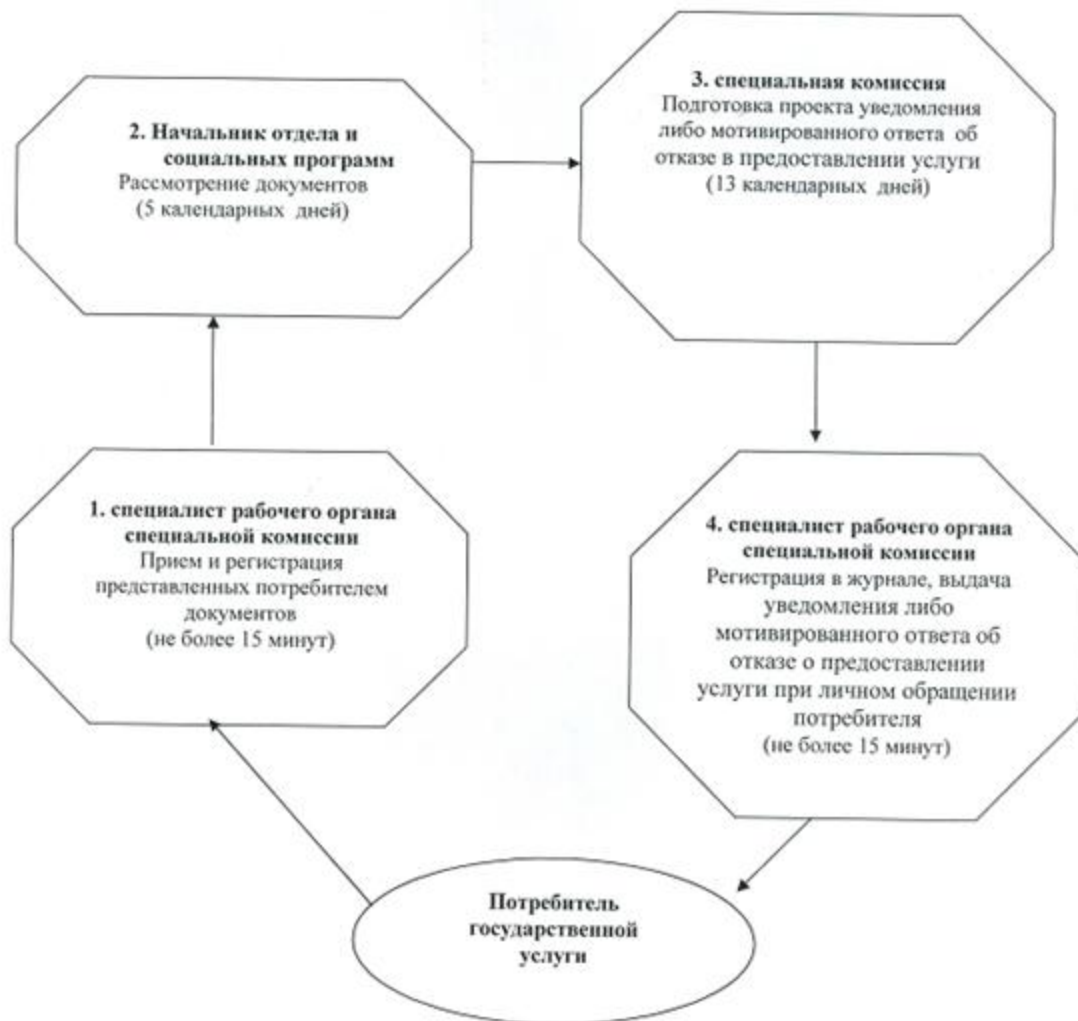 3. специальная комиссия
Подготовка проекта уведомления
либо мотивированного ответа об
отказе в предоставлении услуги
(13 календарных дней)
2. Начальник отдела и
социальных программ
Рассмотрение документов
(5 календарных дней)
1. специалист рабочего органа
специальной комиссии
Прием и регистрация
представленных потребителем
документов
(не более 15 минут)
4. специалист рабочего органа
специальной комиссии
Регистрация в журнале, выдача
уведомления либо
мотивированного ответа об
отказе о предоставлении
услуги при личном обращении
потребителя
(не более 15 минут)
Потребитель
государственной
услуги